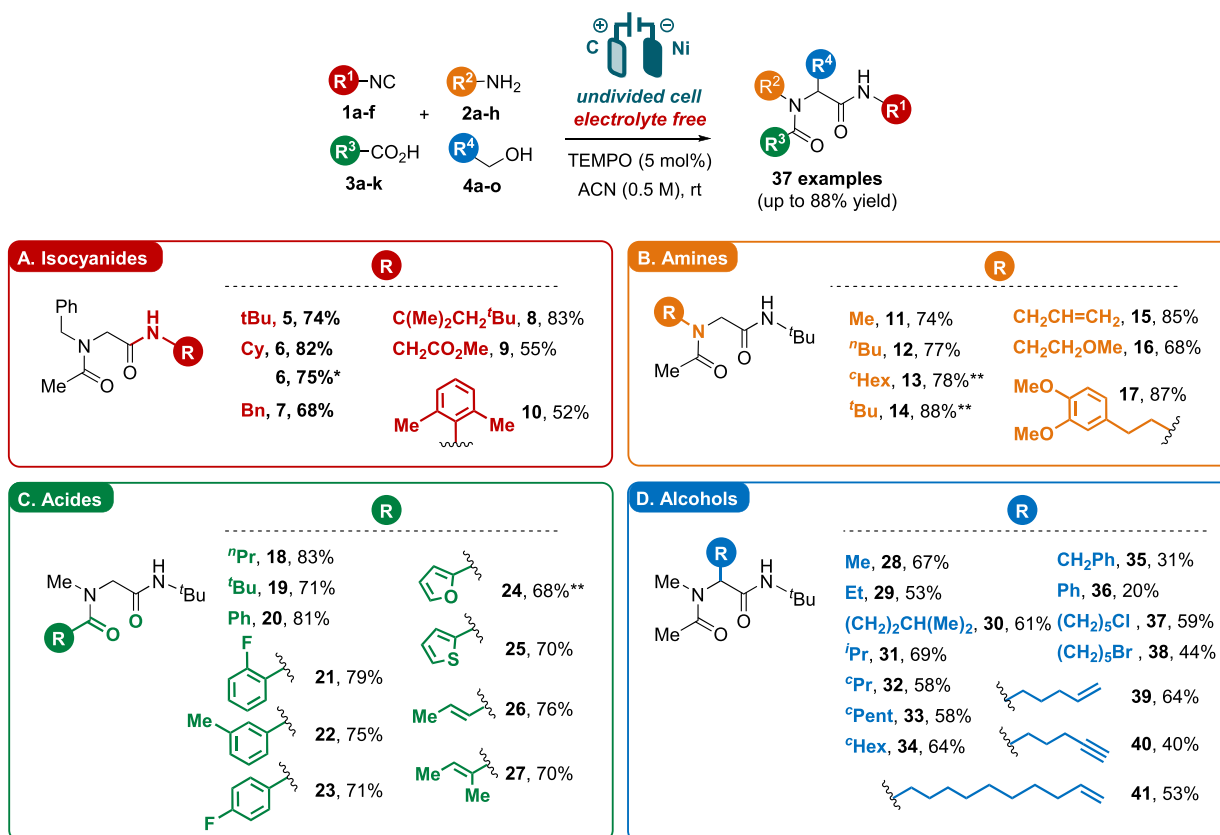 ⊕ ⊖
C Ni
R¹–NC R²–NH₂
1a-f + 2a-h
undivided cell
electrolyte free
R³–CO₂H R⁴ OH
3a-k 4a-o
TEMPO (5 mol%)
ACN (0.5 M), rt
R² R⁴ H
N N R¹
R³ O O
37 examples
(up to 88% yield)
A. Isocyanides
R
Ph
H
N N R
Me O O
tBu, 5, 74%
Cy, 6, 82%
6, 75%*
Bn, 7, 68%
C(Me)₂CH₂ᵗBu, 8, 83%
CH₂CO₂Me, 9, 55%
Me Me 10, 52%
B. Amines
R
R H
N N ᵗBu
Me O O
Me, 11, 74%
ⁿBu, 12, 77%
ᶜHex, 13, 78%**
ᵗBu, 14, 88%**
CH₂CH=CH₂, 15, 85%
CH₂CH₂OMe, 16, 68%
MeO 17, 87%
MeO
C. Acides
R
Me H
N N ᵗBu
R O O
ⁿPr, 18, 83%
ᵗBu, 19, 71%
Ph, 20, 81%
F
21, 79%
Me
22, 75%
F 23, 71%
O 24, 68%**
S 25, 70%
Me 26, 76%
Me Me 27, 70%
D. Alcohols
R
R H
Me N N ᵗBu
Me O O
Me, 28, 67%
Et, 29, 53%
(CH₂)₂CH(Me)₂, 30, 61%
ⁱPr, 31, 69%
ᶜPr, 32, 58%
ᶜPent, 33, 58%
ᶜHex, 34, 64%
CH₂Ph, 35, 31%
Ph, 36, 20%
(CH₂)₅Cl , 37, 59%
(CH₂)₅Br , 38, 44%
39, 64%
40, 40%
41, 53%